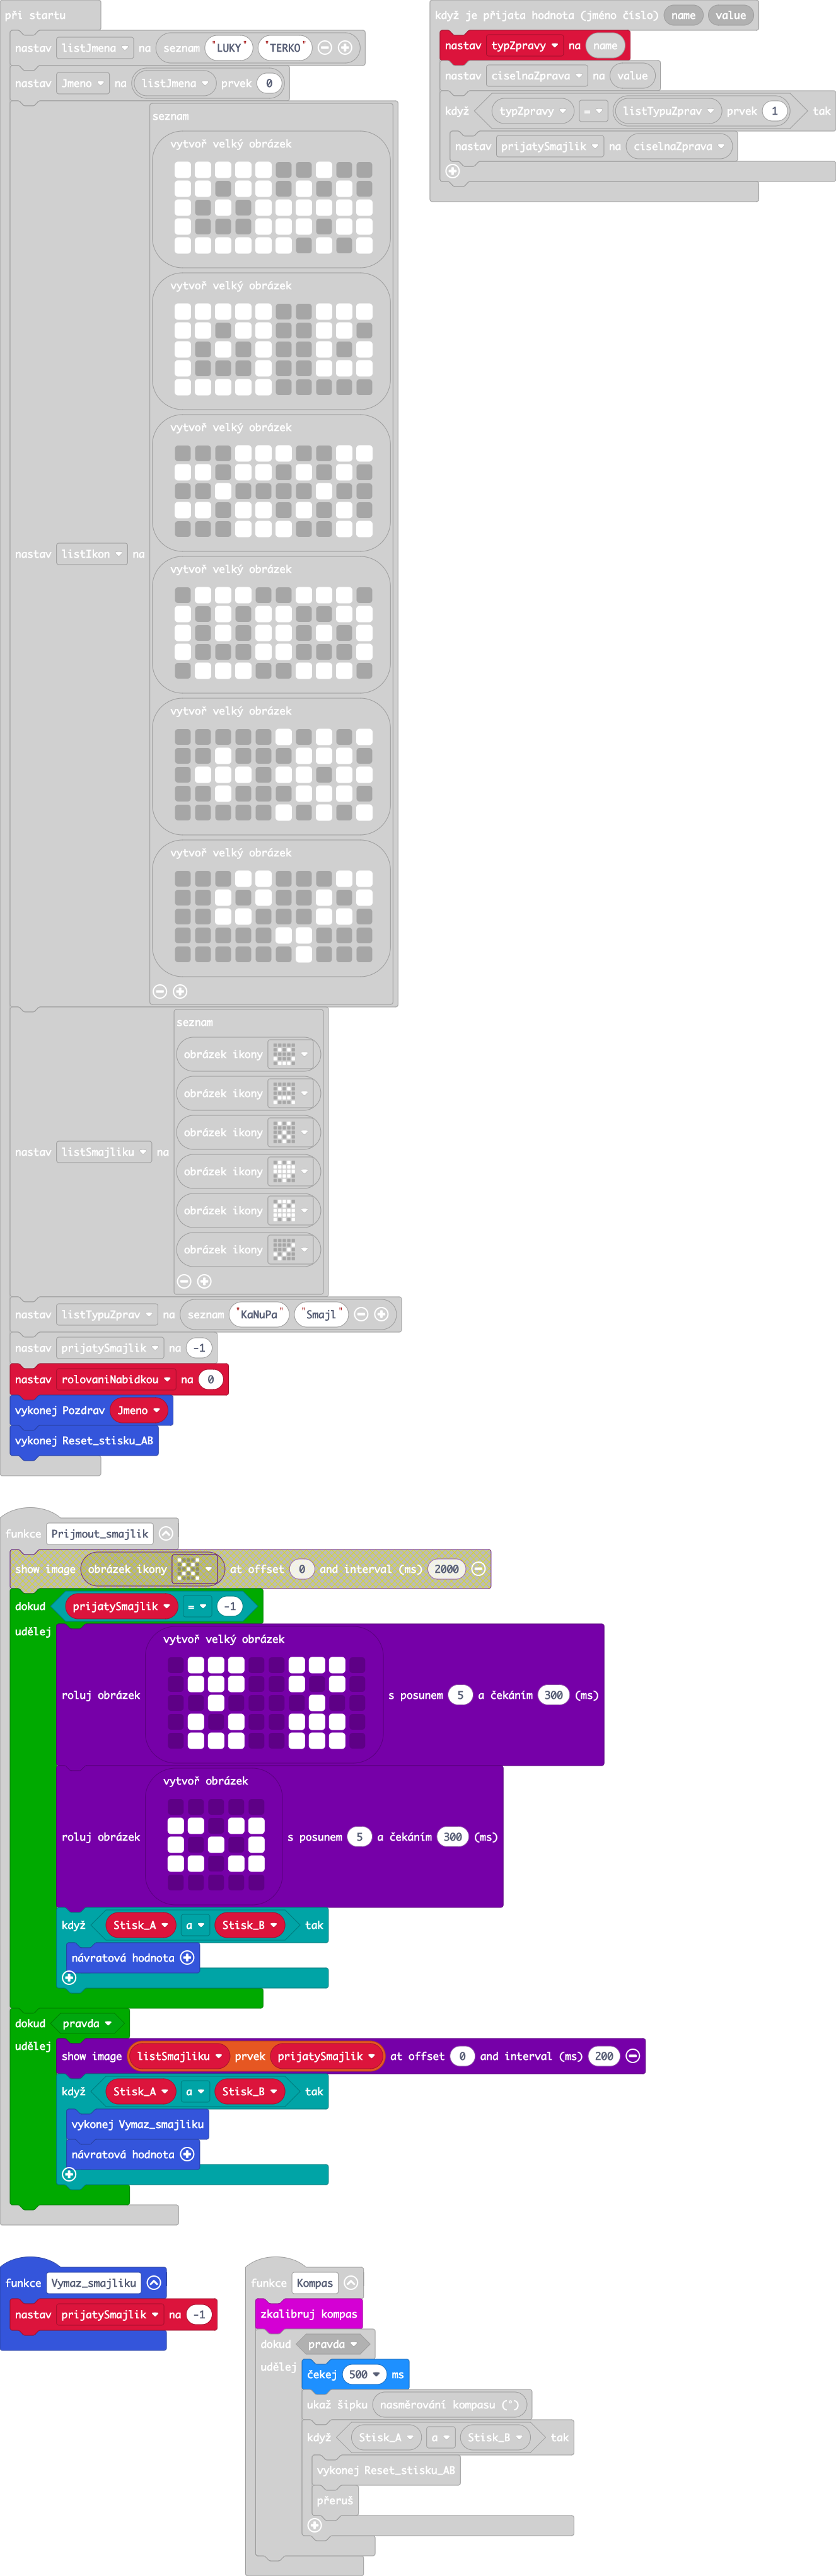 při startu
nastav listJmena na seznam "LUKY" "TERKO"
nastav Jmeno na listJmena prvek 0
nastav listIkon na
seznam
vytvoř velký obrázek
vytvoř velký obrázek
vytvoř velký obrázek
vytvoř velký obrázek
vytvoř velký obrázek
vytvoř velký obrázek
nastav listSmajliku na
seznam
obrázek ikony
obrázek ikony
obrázek ikony
obrázek ikony
obrázek ikony
obrázek ikony
nastav listTypuZprav na seznam "KaNuPa" "Smajl"
nastav prijatySmajlik na -1
nastav rolovaniNabidkou na 0
vykonej Pozdrav Jmeno
vykonej Reset_stisku_AB
když je přijata hodnota (jméno číslo) name value
nastav typZpravy na name
nastav ciselnaZprava na value
když typZpravy = listTypuZprav prvek 1 tak
nastav prijatySmajlik na ciselnaZprava
funkce Prijmout_smajlik
show image obrázek ikony at offset 0 and interval (ms) 2000
dokud prijatySmajlik = -1
udělej
vytvoř velký obrázek
roluj obrázek s posunem 5 a čekáním 300 (ms)
vytvoř obrázek
roluj obrázek s posunem 5 a čekáním 300 (ms)
když Stisk_A a Stisk_B tak
návratová hodnota
dokud pravda
udělej
show image listSmajliku prvek prijatySmajlik at offset 0 and interval (ms) 200
když Stisk_A a Stisk_B tak
vykonej Vymaz_smajliku
návratová hodnota
funkce Vymaz_smajliku
nastav prijatySmajlik na -1
funkce Kompas
zkalibruj kompas
dokud pravda
udělej
čekej 500 ms
ukaž šipku nasměrování kompasu (°)
když Stisk_A a Stisk_B tak
vykonej Reset_stisku_AB
přeruš